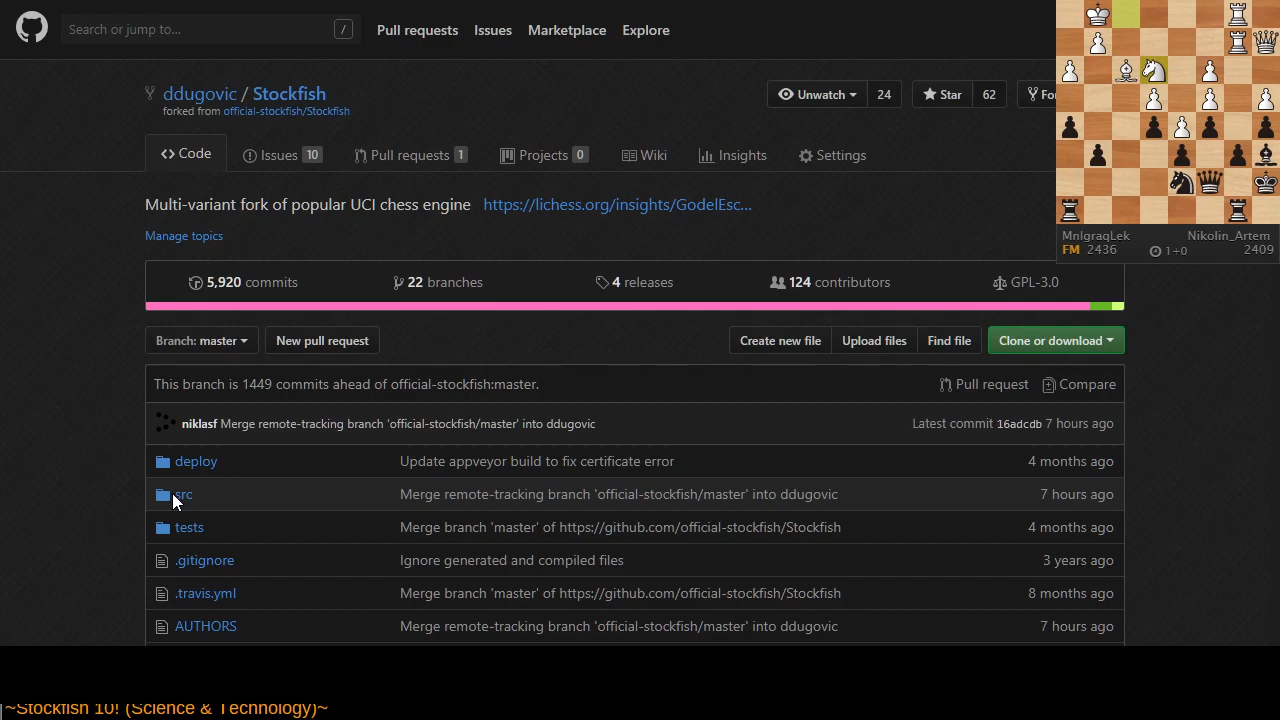 Search or jump to...
/
Pull requests
Issues
Marketplace
Explore
ddugovic / Stockfish
forked from official-stockfish/Stockfish
Unwatch 24
Star 62
Code
Issues 10
Pull requests 1
Projects 0
Wiki
Insights
Settings
Multi-variant fork of popular UCI chess engine https://lichess.org/insights/GodelEsc...
Manage topics
MnlgraqLek Nikolin_Artem
FM 2436 1+0 2409
5,920 commits
22 branches
4 releases
124 contributors
GPL-3.0
Branch: master
New pull request
Create new file
Upload files
Find file
Clone or download
This branch is 1449 commits ahead of official-stockfish:master.
Pull request
Compare
niklasf Merge remote-tracking branch 'official-stockfish/master' into ddugovic
Latest commit 16adcdb 7 hours ago
deploy Update appveyor build to fix certificate error 4 months ago
src Merge remote-tracking branch 'official-stockfish/master' into ddugovic 7 hours ago
tests Merge branch 'master' of https://github.com/official-stockfish/Stockfish 4 months ago
.gitignore Ignore generated and compiled files 3 years ago
.travis.yml Merge branch 'master' of https://github.com/official-stockfish/Stockfish 8 months ago
AUTHORS Merge remote-tracking branch 'official-stockfish/master' into ddugovic 7 hours ago
~Stockfish 10! (Science & Technology)~